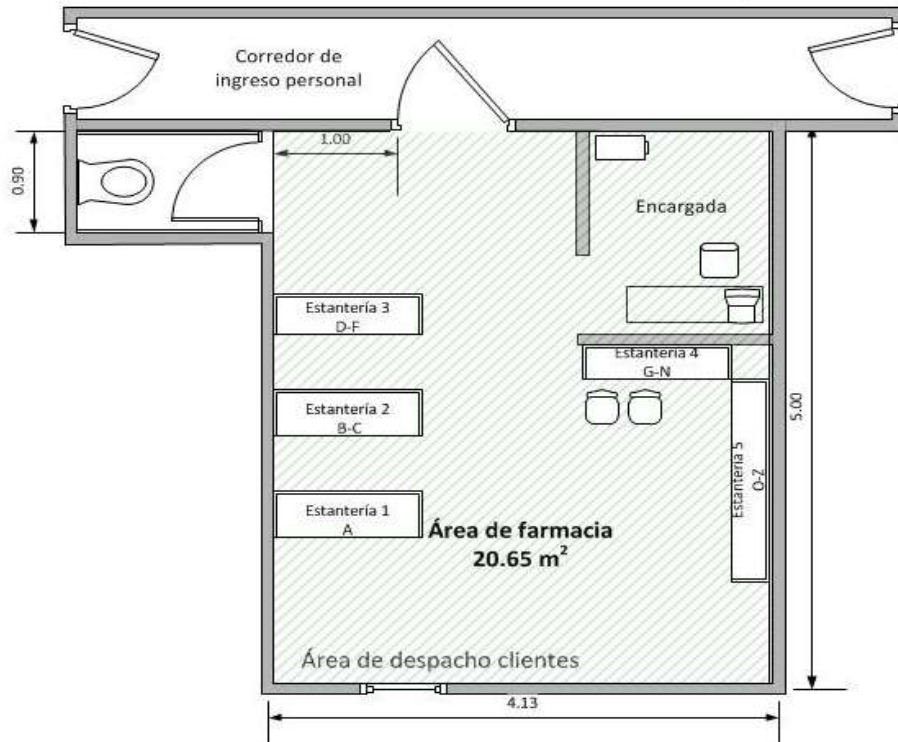 Corredor de
ingreso personal
1.00
0.90
Encargada
Estantería 3
D-F
Estantería 4
G-N
Estantería 2
B-C
5.00
Estantería 5
O-Z
Estantería 1
A
Área de farmacia
20.65 m²
Área de despacho clientes
4.13